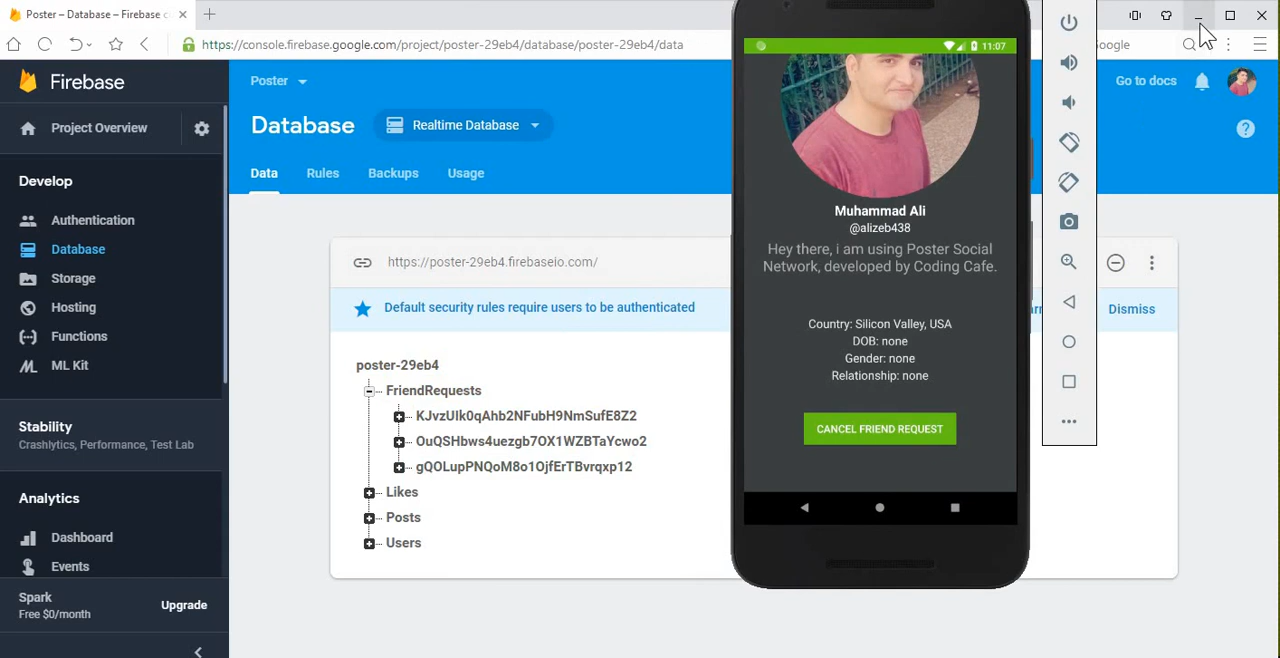 Poster – Database – Firebase c
https://console.firebase.google.com/project/poster-29eb4/database/poster-29eb4/data
Firebase
Project Overview
Develop
Authentication
Database
Storage
Hosting
Functions
ML Kit
Stability
Crashlytics, Performance, Test Lab
Analytics
Dashboard
Events
Spark
Free $0/month
Upgrade
Poster
Go to docs
Database
Realtime Database
Data
Rules
Backups
Usage
https://poster-29eb4.firebaseio.com/
Default security rules require users to be authenticated
Dismiss
poster-29eb4
FriendRequests
KJvzUIk0qAhb2NFubH9NmSufE8Z2
OuQSHbws4uezgb7OX1WZBTaYcwo2
gQOLupPNQoM8o1OjfErTBvrqxp12
Likes
Posts
Users
11:07
Muhammad Ali
@alizeb438
Hey there, i am using Poster Social
Network, developed by Coding Cafe.
Country: Silicon Valley, USA
DOB: none
Gender: none
Relationship: none
CANCEL FRIEND REQUEST